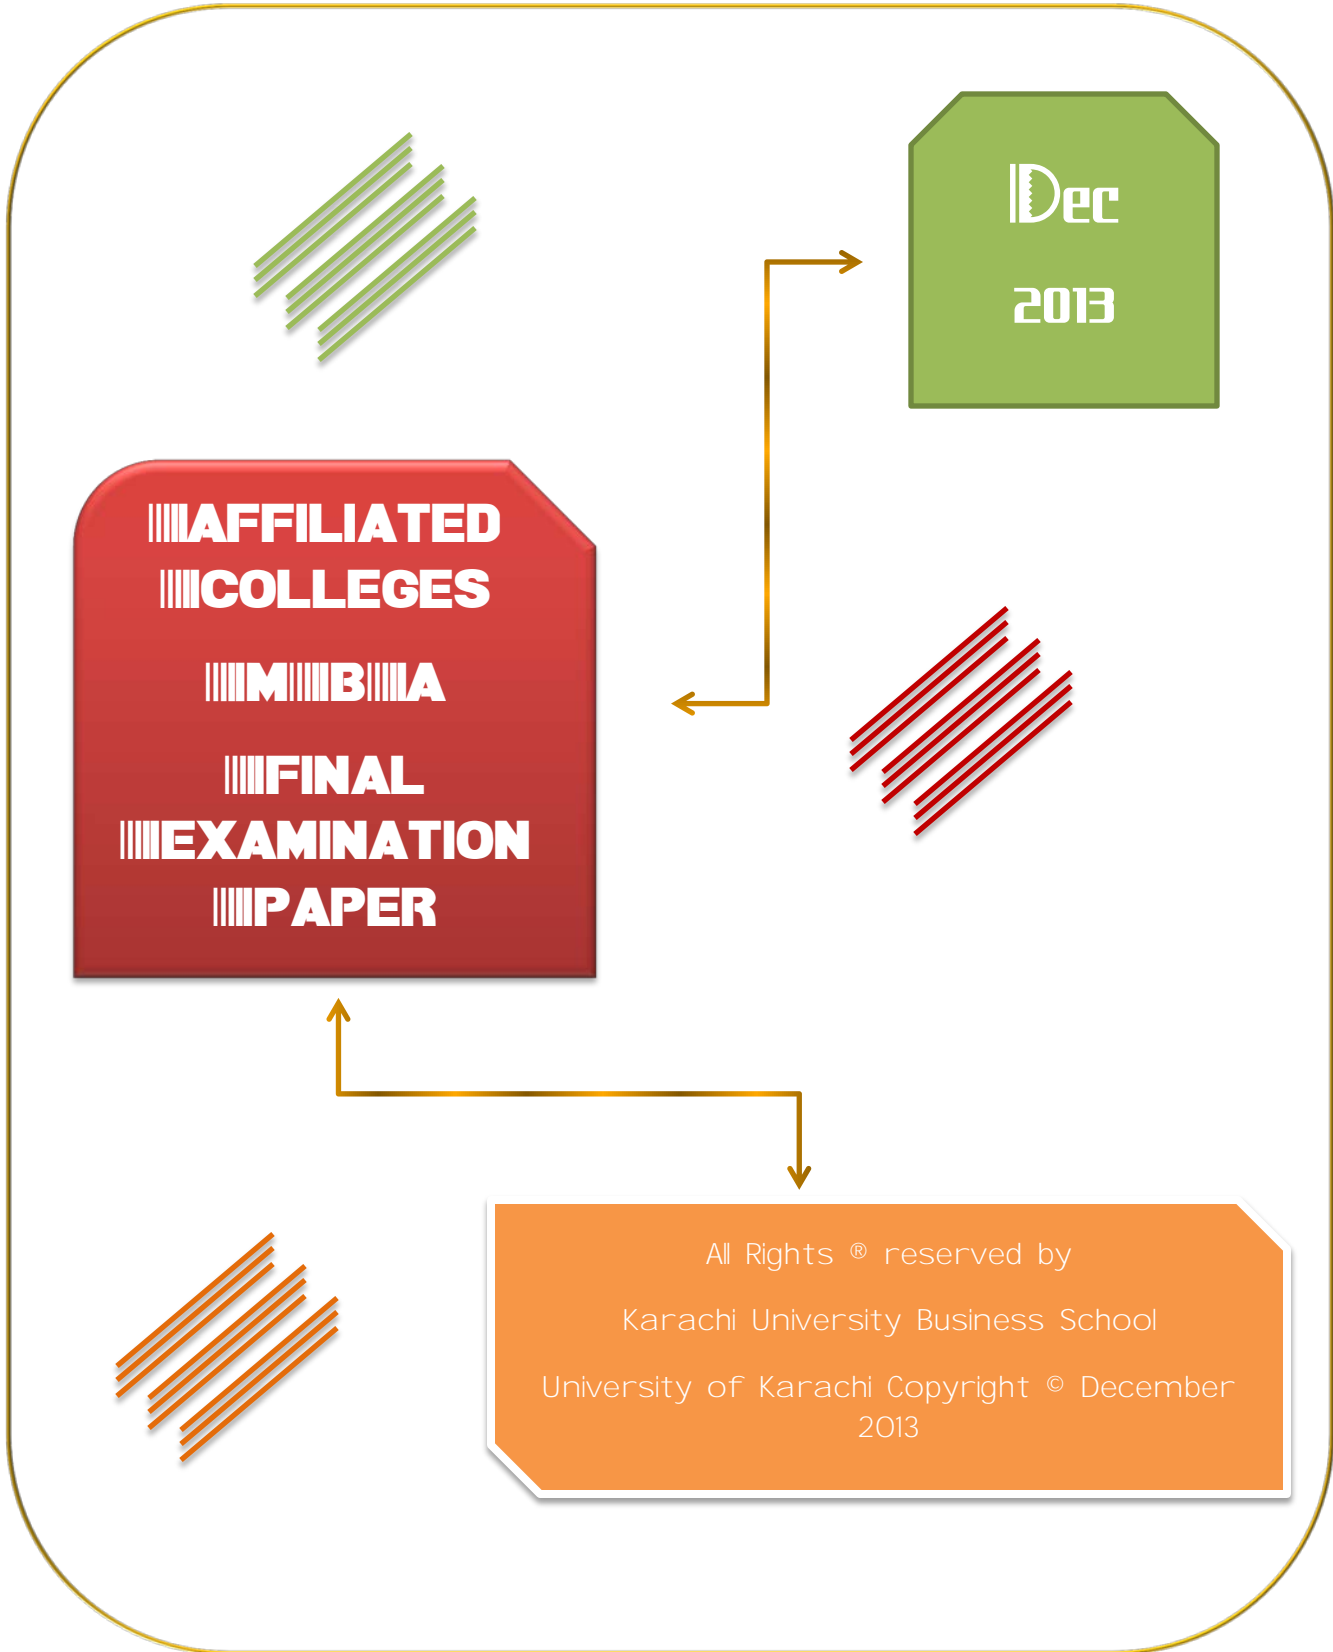 Dec
2013
AFFILIATED
COLLEGES
MBA
FINAL
EXAMINATION
PAPER
All Rights ® reserved by
Karachi University Business School
University of Karachi Copyright © December
2013